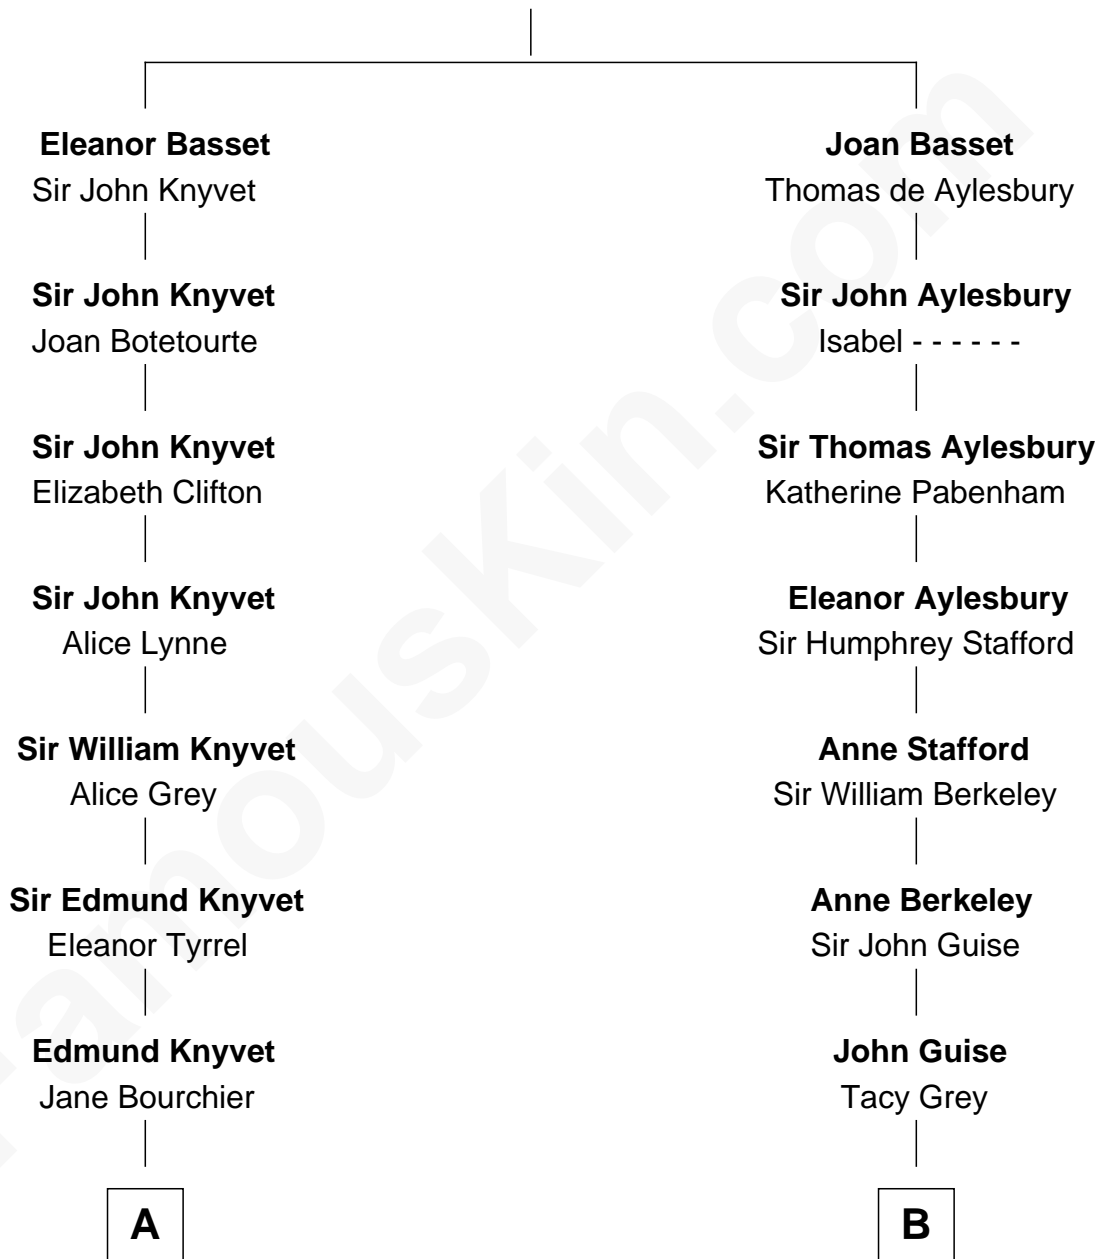 Eleanor Basset
Sir John Knyvet
Sir John Knyvet
Joan Botetourte
Sir John Knyvet
Elizabeth Clifton
Sir John Knyvet
Alice Lynne
Sir William Knyvet
Alice Grey
Sir Edmund Knyvet
Eleanor Tyrrel
Edmund Knyvet
Jane Bourchier
A
Joan Basset
Thomas de Aylesbury
Sir John Aylesbury
Isabel - - - - - -
Sir Thomas Aylesbury
Katherine Pabenham
Eleanor Aylesbury
Sir Humphrey Stafford
Anne Stafford
Sir William Berkeley
Anne Berkeley
Sir John Guise
John Guise
Tacy Grey
B
FamousKin.com